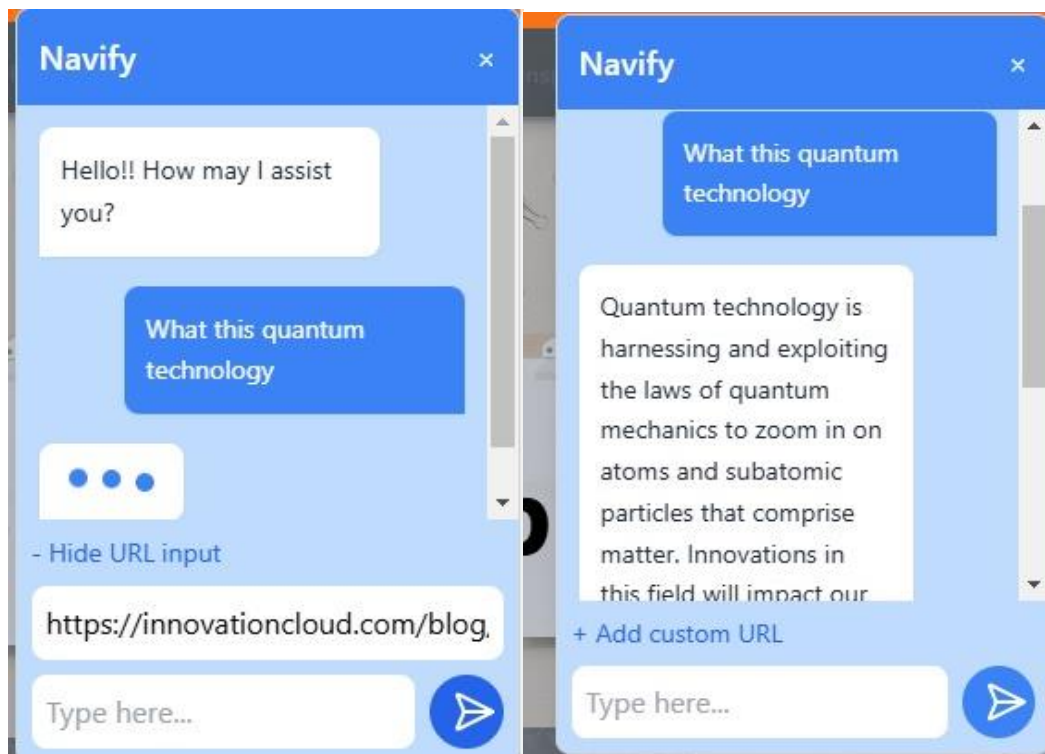 Navify
×
Hello!! How may I assist
you?
What this quantum
technology
- Hide URL input
https://innovationcloud.com/blog,
Type here...
Navify
×
What this quantum
technology
Quantum technology is
harnessing and exploiting
the laws of quantum
mechanics to zoom in on
atoms and subatomic
particles that comprise
matter. Innovations in
this field will impact our
+ Add custom URL
Type here...